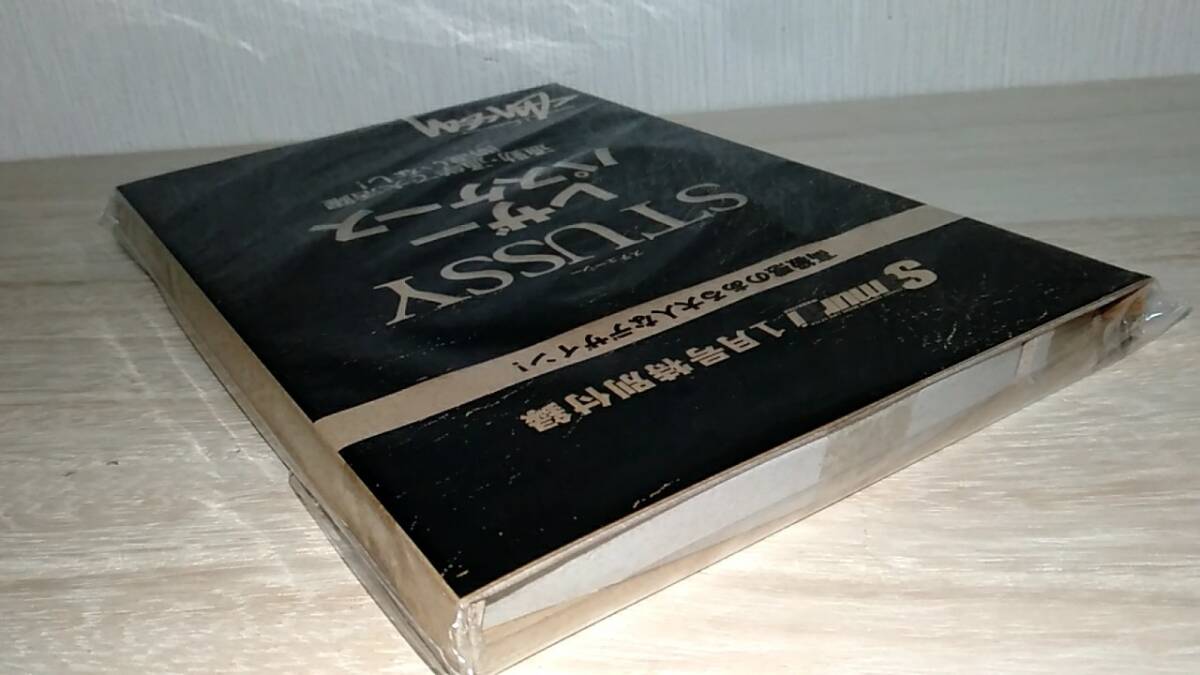 smart 1月号特別付録
高級感のある大人なデザイン!
ステューシー
STUSSY
レザー
パスケース